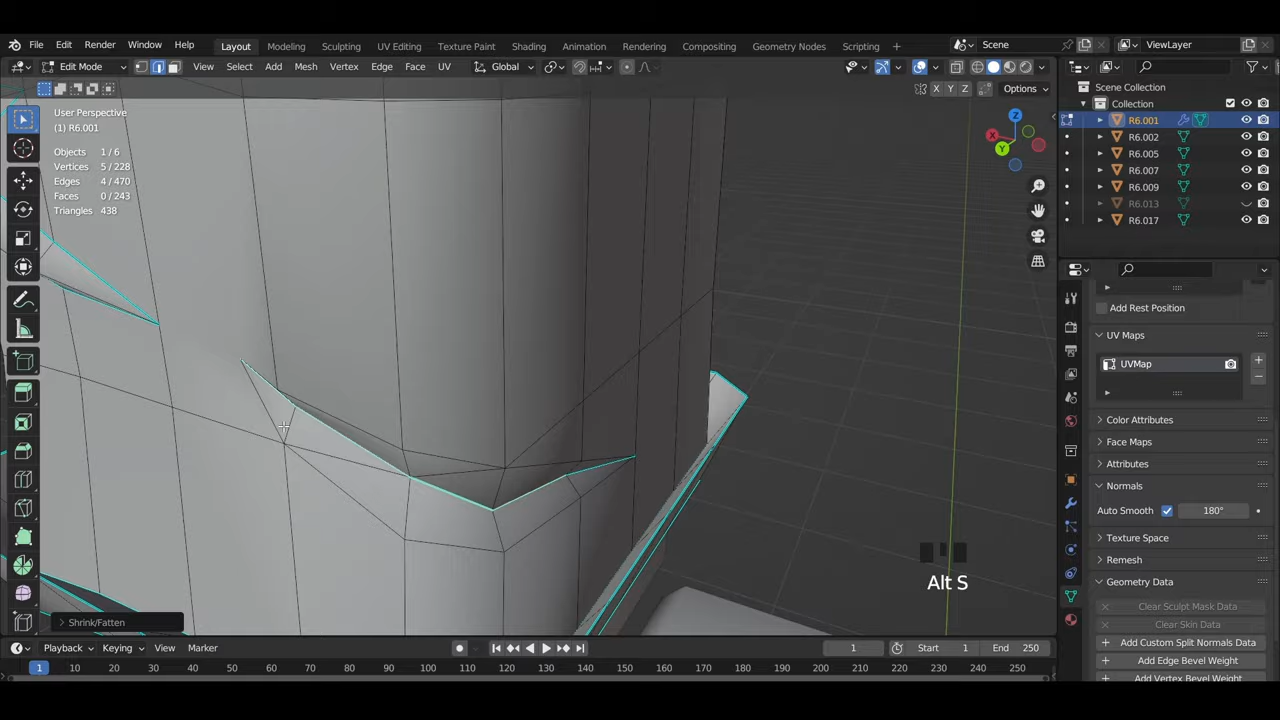 File Edit Render Window Help Layout Modeling Sculpting UV Editing Texture Paint Shading Animation Rendering Compositing Geometry Nodes Scripting + Scene ViewLayer
Edit Mode View Select Add Mesh Vertex Edge Face UV Global
X Y Z Options
User Perspective
(1) R6.001
Objects 1/6
Vertices 5/228
Edges 4/470
Faces 0/243
Triangles 438
Z
X
Y
Scene Collection
Collection
R6.001
R6.002
R6.005
R6.007
R6.009
R6.013
R6.017
Add Rest Position
UV Maps
UVMap
Color Attributes
Face Maps
Attributes
Normals
Auto Smooth 180°
Texture Space
Remesh
Geometry Data
Clear Sculpt Mask Data
Clear Skin Data
Add Custom Split Normals Data
Add Edge Bevel Weight
Add Vertex Bevel Weight
Alt S
Shrink/Fatten
Playback Keying View Marker 1 Start 1 End 250
1 10 20 30 40 50 60 70 80 90 100 110 120 130 140 150 160 170 180 190 200 210 220 230 240 250